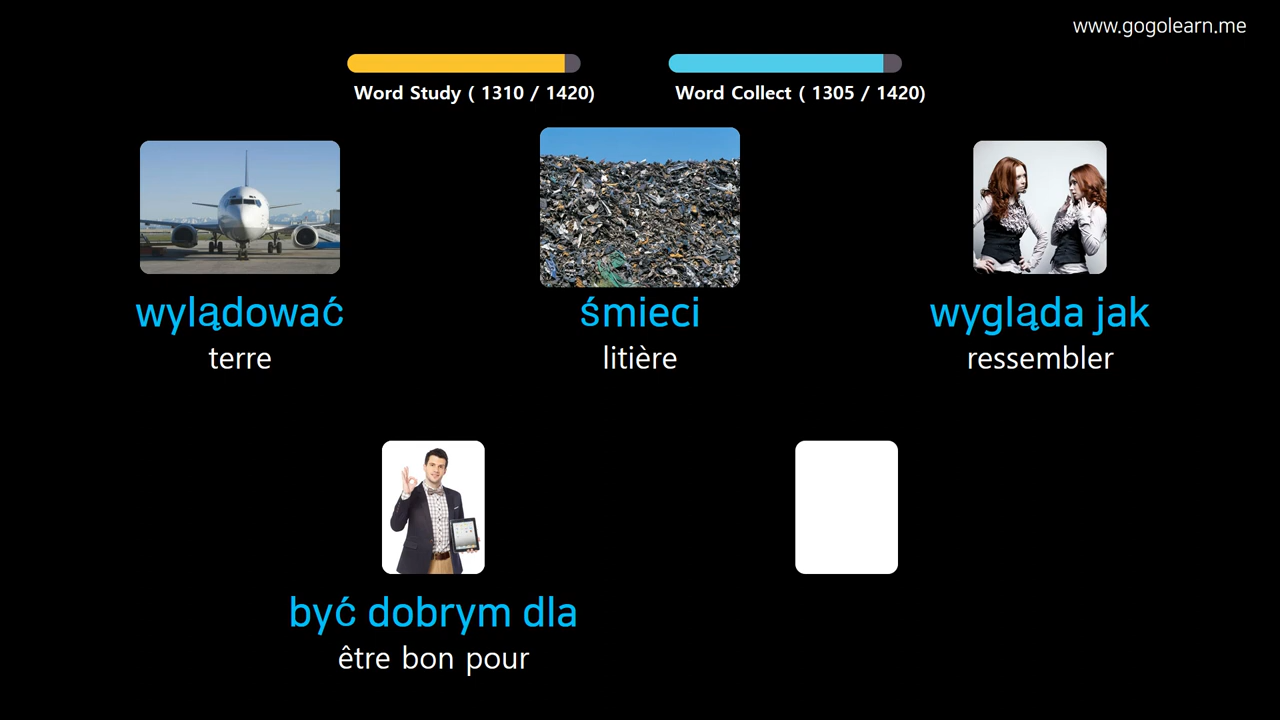 www.gogolearn.me
Word Study ( 1310 / 1420)
Word Collect ( 1305 / 1420)
wylądować
terre
śmieci
litière
wygląda jak
ressembler
być dobrym dla
être bon pour